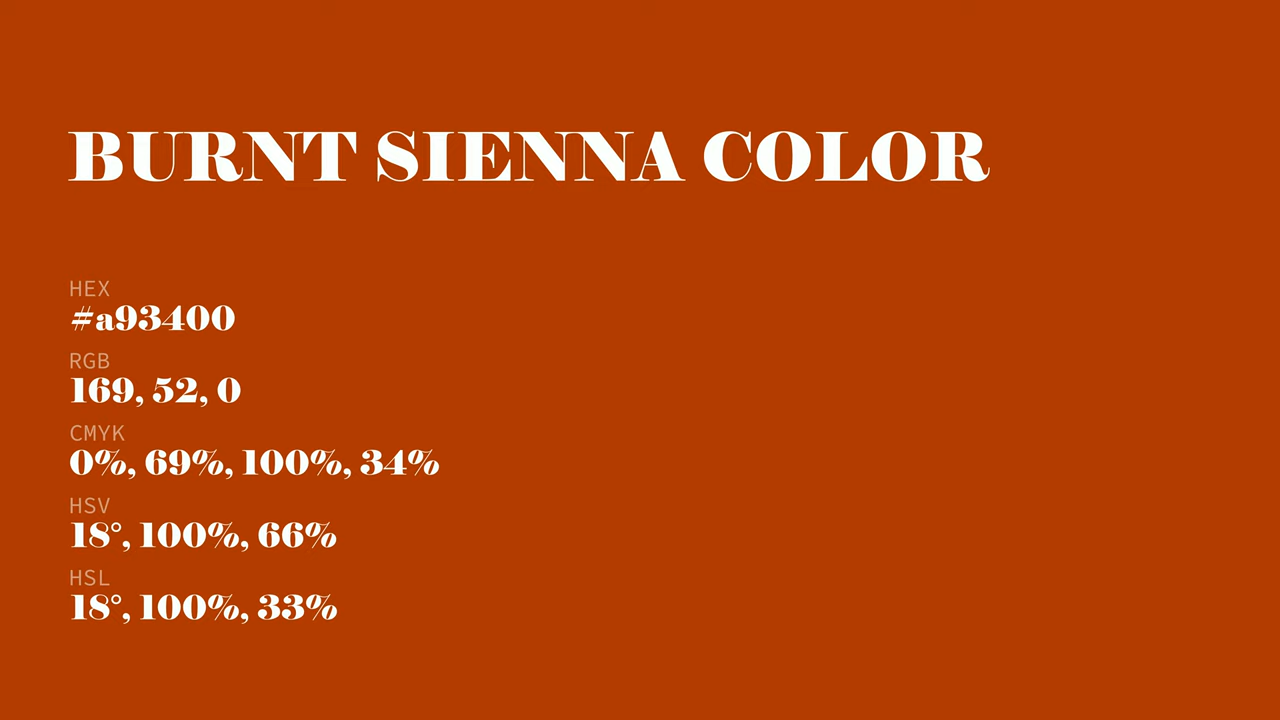 BURNT SIENNA COLOR
HEX
#a93400
RGB
169, 52, 0
CMYK
0%, 69%, 100%, 34%
HSV
18°, 100%, 66%
HSL
18°, 100%, 33%